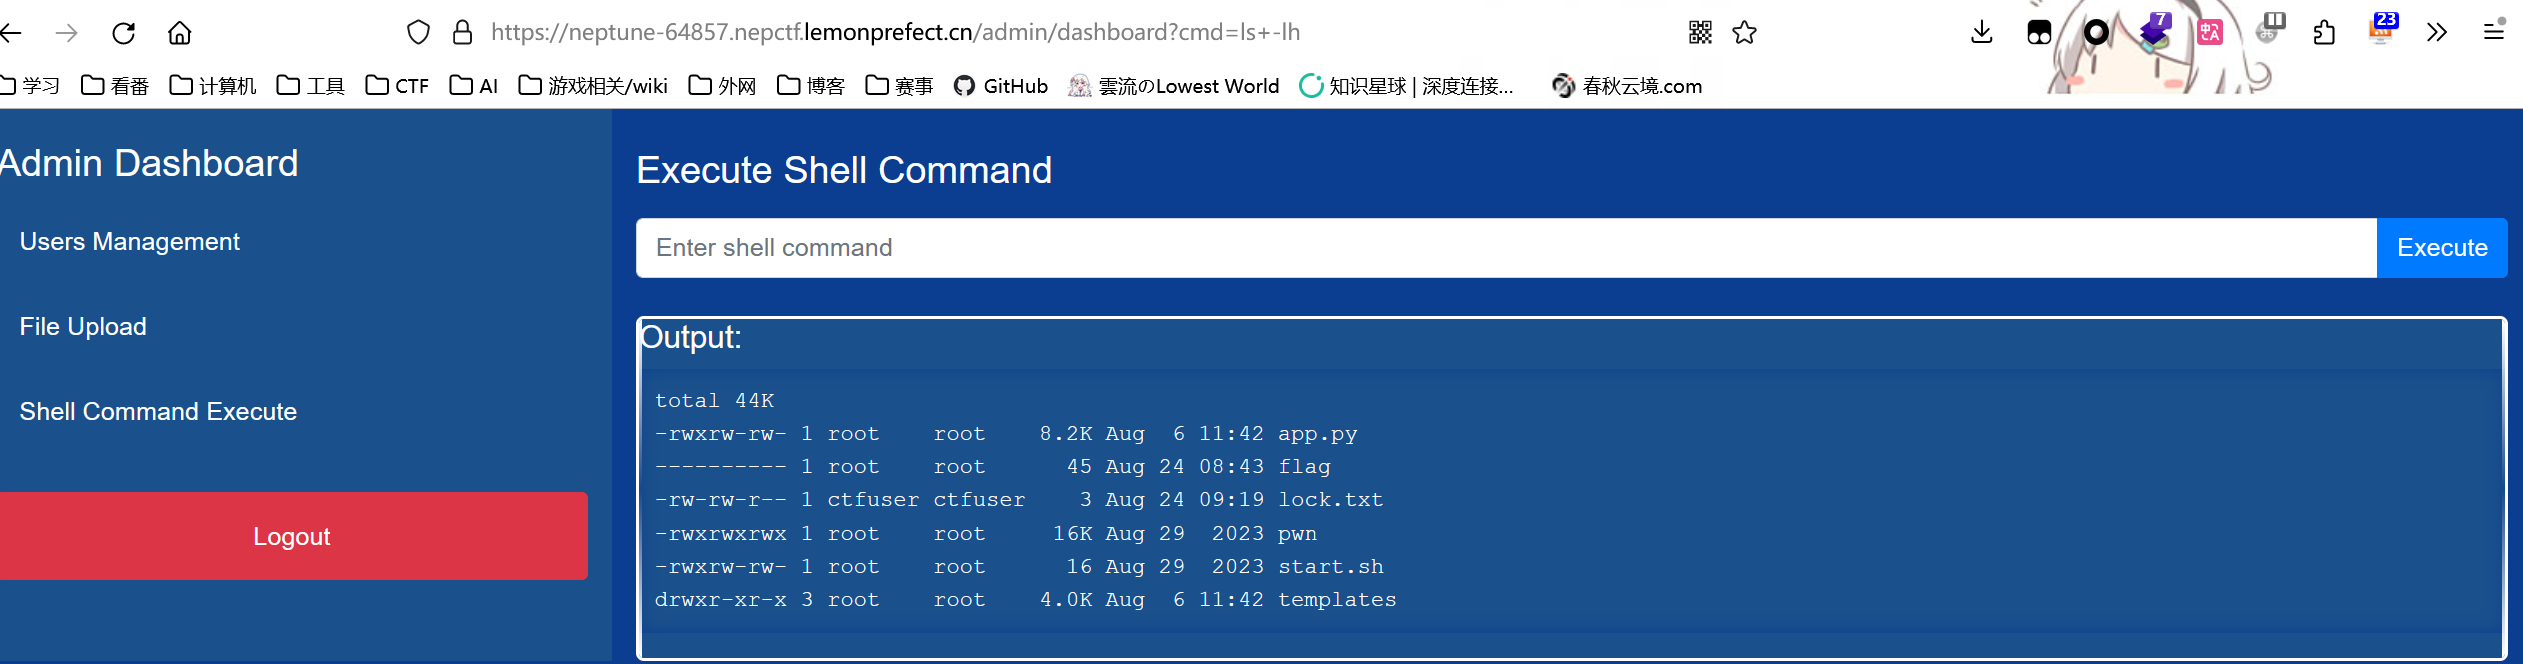 https://neptune-64857.nepctf.lemonprefect.cn/admin/dashboard?cmd=ls+-lh
7
23
学习 看番 计算机 工具 CTF AI 游戏相关/wiki 外网 博客 赛事 GitHub 雲流のLowest World 知识星球 | 深度连接... 春秋云境.com
Admin Dashboard
Users Management
File Upload
Shell Command Execute
Logout
Execute Shell Command
Enter shell command
Execute
Output:
total 44K
-rwxrw-rw- 1 root    root    8.2K Aug  6 11:42 app.py
---------- 1 root    root      45 Aug 24 08:43 flag
-rw-rw-r-- 1 ctfuser ctfuser    3 Aug 24 09:19 lock.txt
-rwxrwxrwx 1 root    root     16K Aug 29  2023 pwn
-rwxrw-rw- 1 root    root      16 Aug 29  2023 start.sh
drwxr-xr-x 3 root    root    4.0K Aug  6 11:42 templates